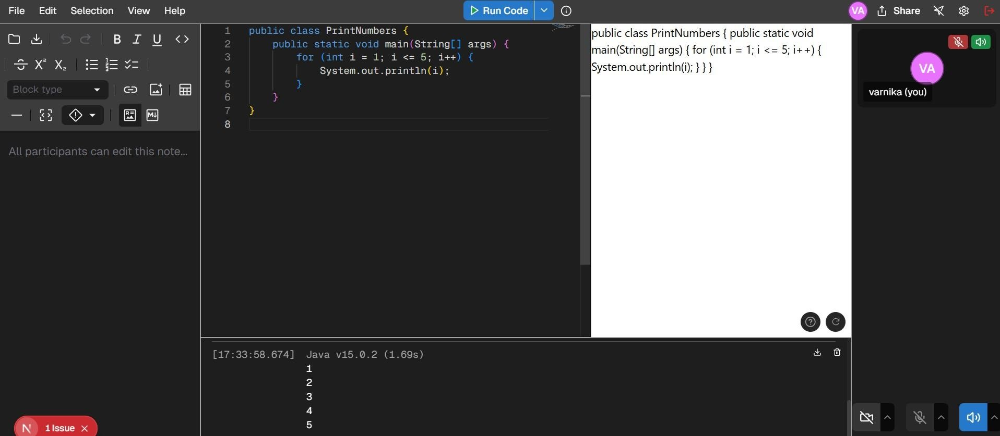 File Edit Selection View Help
Run Code
VA Share
B I U <>
X² X₂
Block type
M↓
All participants can edit this note...
1 public class PrintNumbers {
2     public static void main(String[] args) {
3         for (int i = 1; i <= 5; i++) {
4             System.out.println(i);
5         }
6     }
7 }
8
public class PrintNumbers { public static void
main(String[] args) { for (int i = 1; i <= 5; i++) {
System.out.println(i); } } }
VA
varnika (you)
[17:33:58.674] Java v15.0.2 (1.69s)
1
2
3
4
5
N 1 Issue